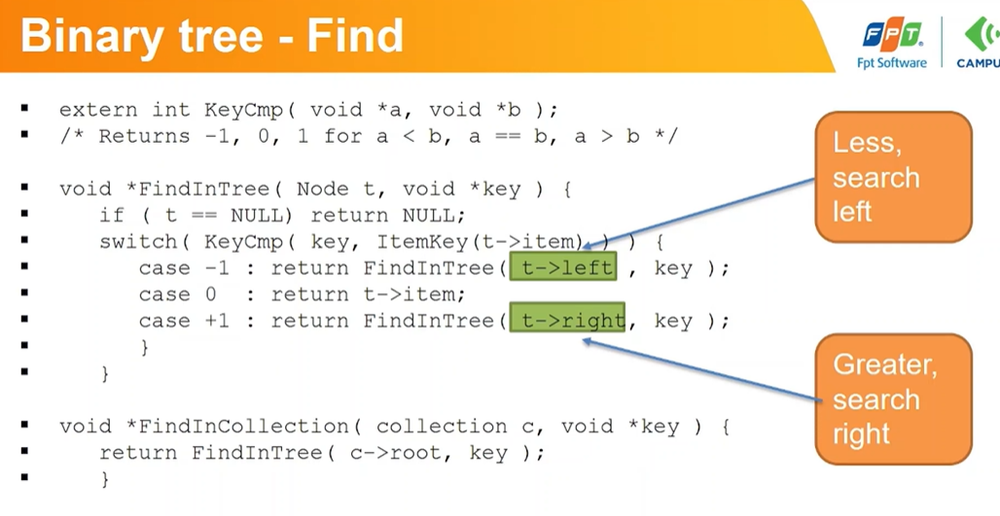 Binary tree - Find
FPT
Fpt Software
extern int KeyCmp( void *a, void *b );
/* Returns -1, 0, 1 for a < b, a == b, a > b */
void *FindInTree( Node t, void *key ) {
if ( t == NULL) return NULL;
switch( KeyCmp( key, ItemKey(t->item) ) ) {
case -1 : return FindInTree( t->left , key );
case 0 : return t->item;
case +1 : return FindInTree( t->right, key );
}
}
void *FindInCollection( collection c, void *key ) {
return FindInTree( c->root, key );
}
Less,
search
left
Greater,
search
right